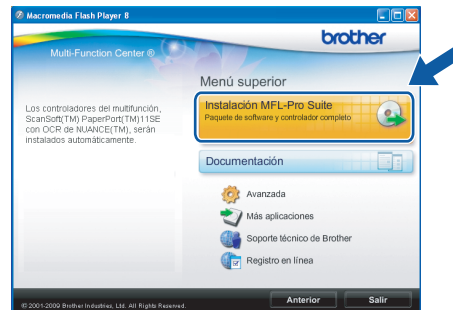 Macromedia Flash Player 8
brother
Multi-Function Center ®
Menú superior
Los controladores del multifunción,
ScanSoft(TM) PaperPort(TM)11SE
con OCR de NUANCE(TM), serán
instalados automáticamente.
Instalación MFL-Pro Suite
Paquete de software y controlador completo
Documentación
Avanzada
Más aplicaciones
Soporte técnico de Brother
Registro en línea
© 2001-2009 Brother Industries, Ltd. All Rights Reserved.
Anterior
Salir